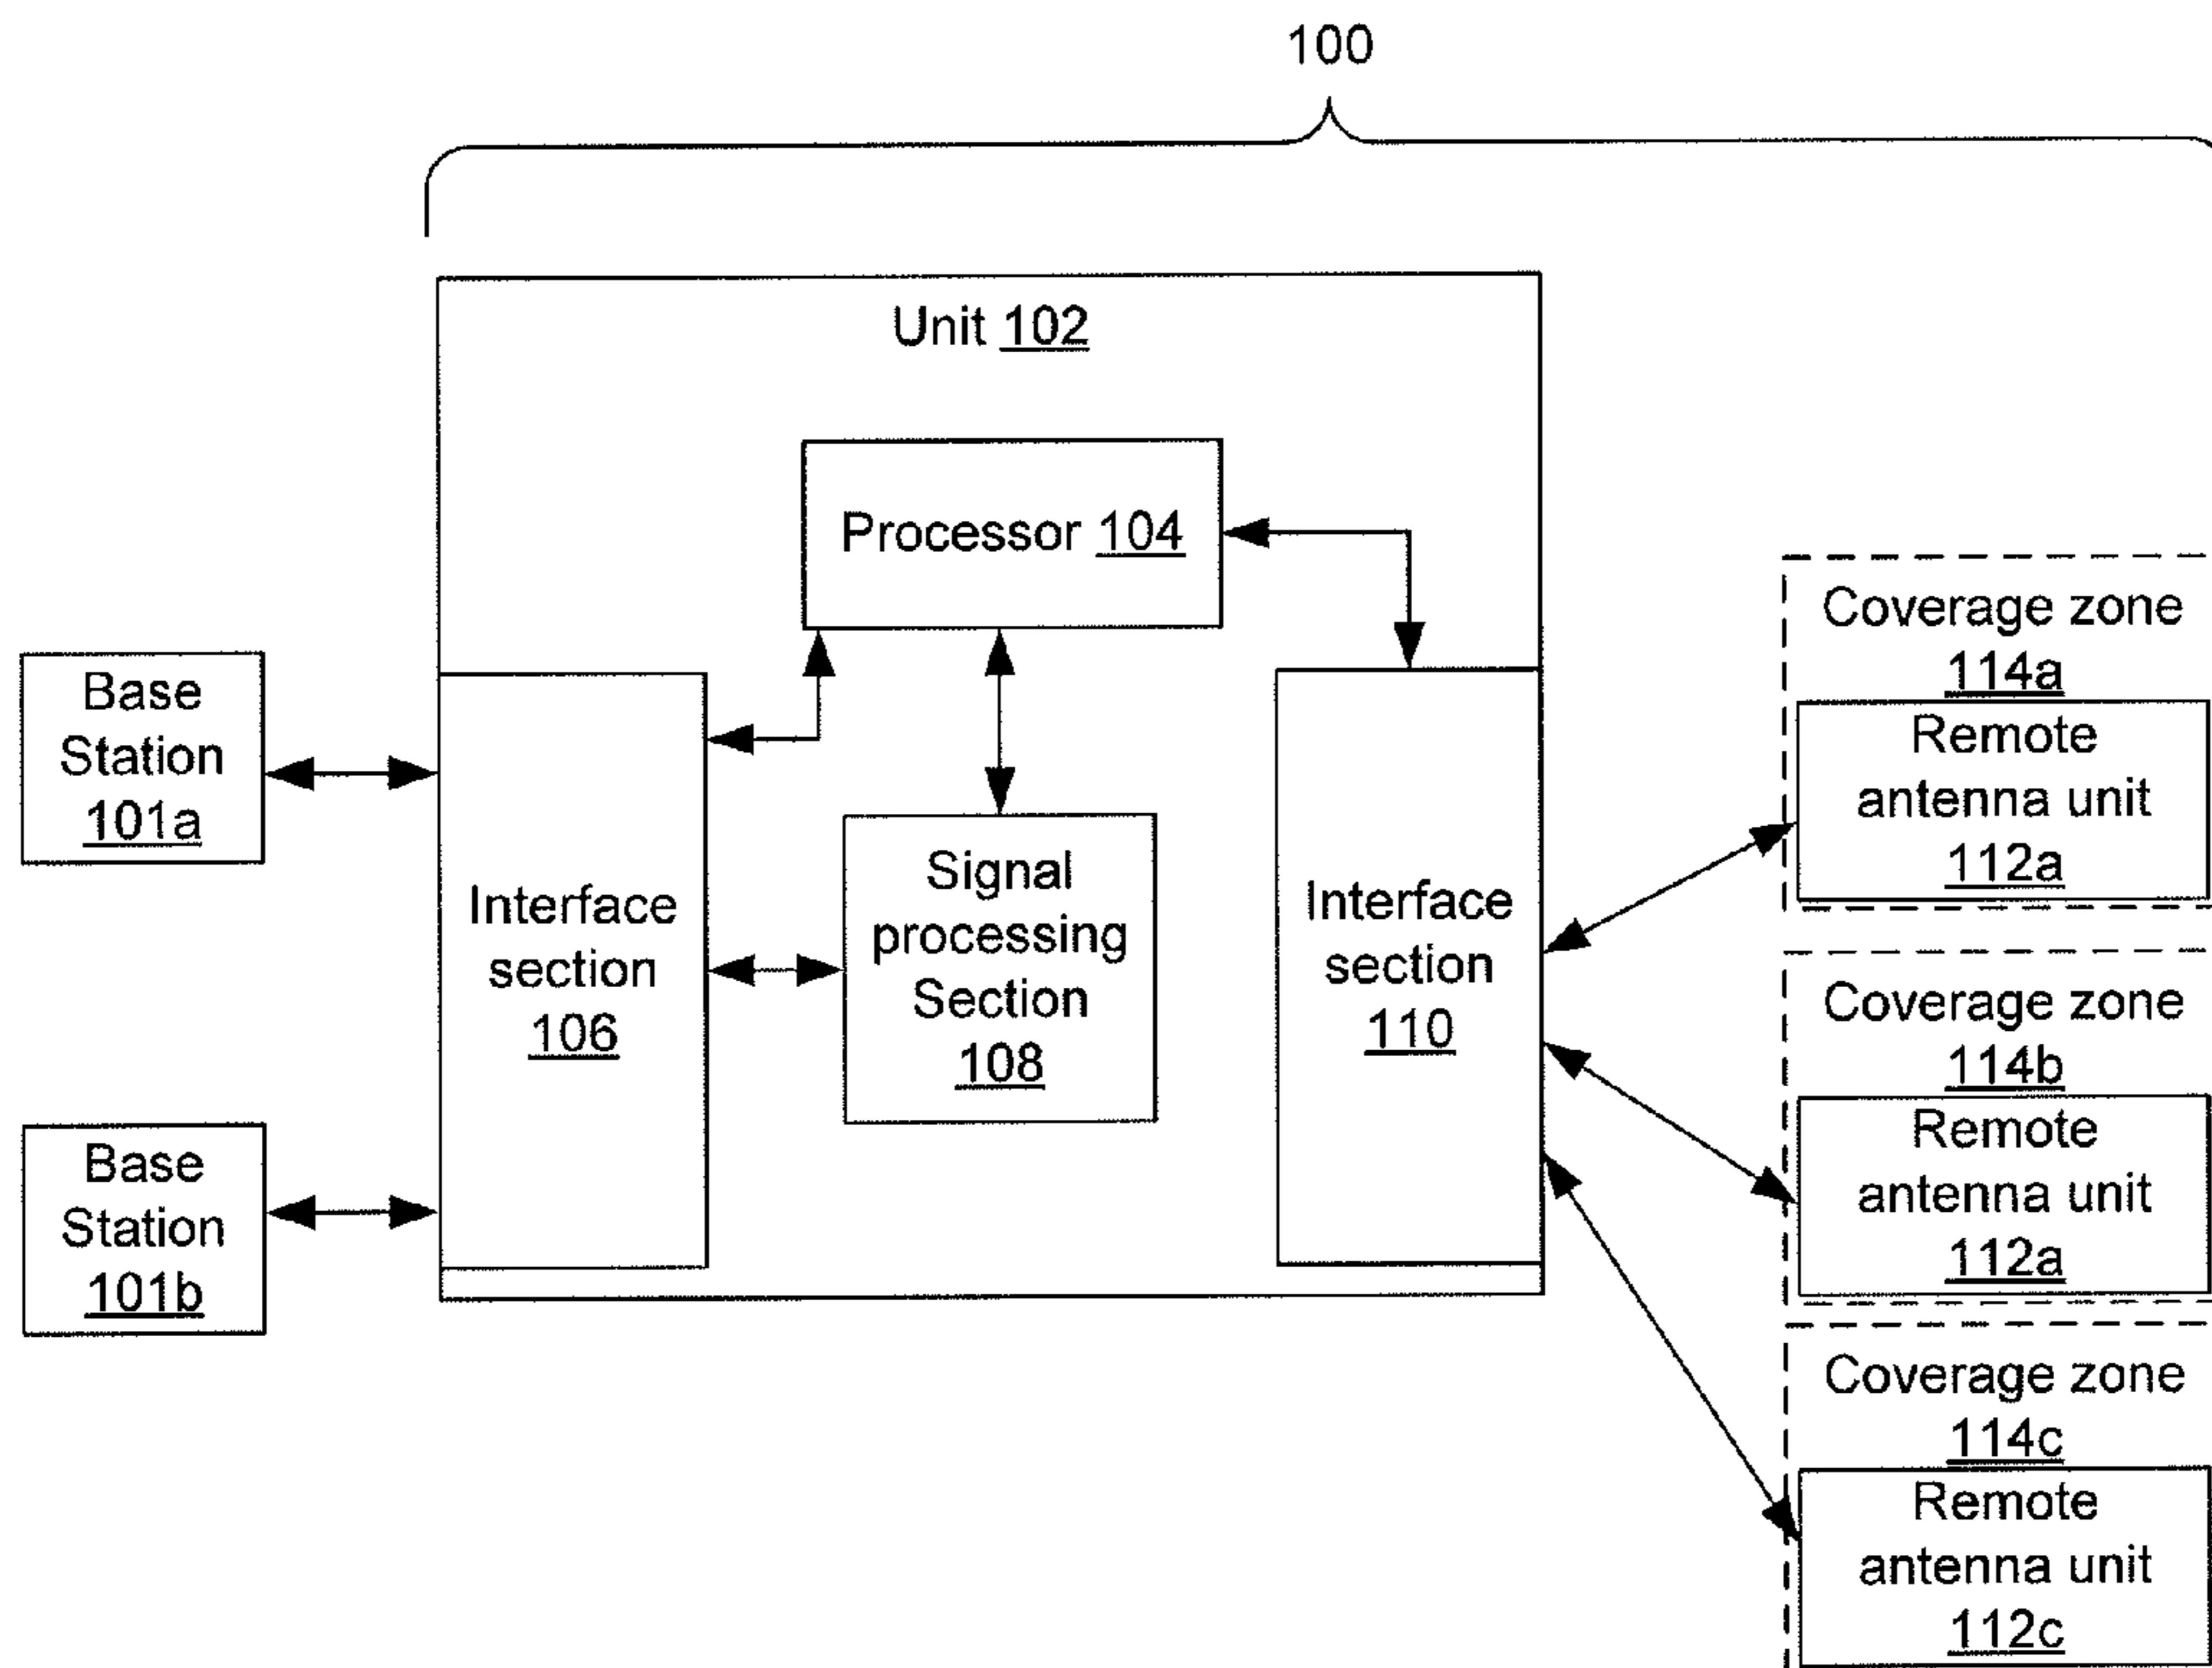 100
Unit 102
Processor 104
Base
Station
101a
Base
Station
101b
Interface
section
106
Signal
processing
Section
108
Interface
section
110
Coverage zone
114a
Remote
antenna unit
112a
Coverage zone
114b
Remote
antenna unit
112a
Coverage zone
114c
Remote
antenna unit
112c